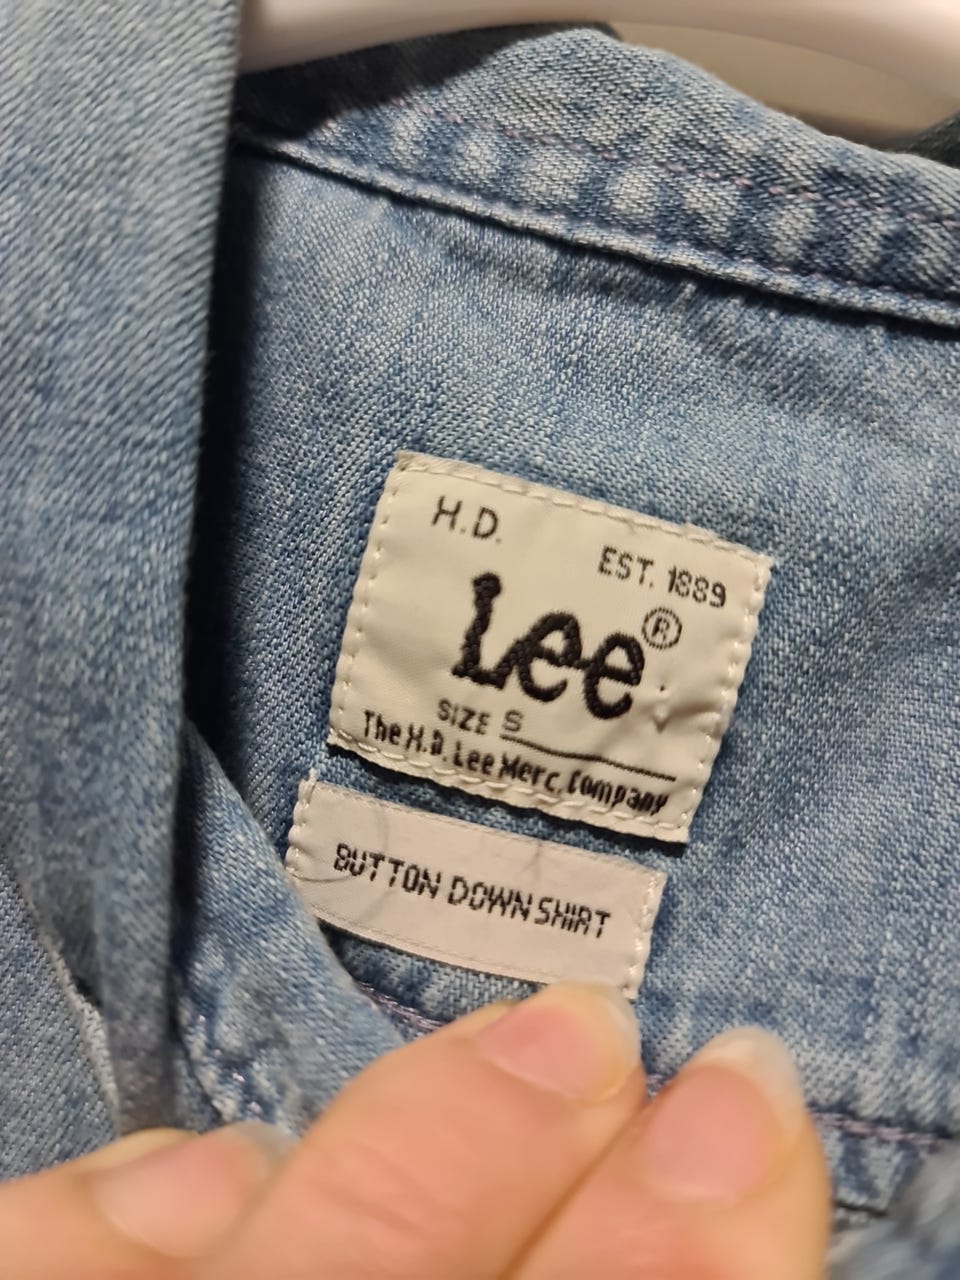 H.D.
EST. 1889
Lee®
SIZE S
The H.D. Lee Merc. Company
BUTTON DOWN SHIRT